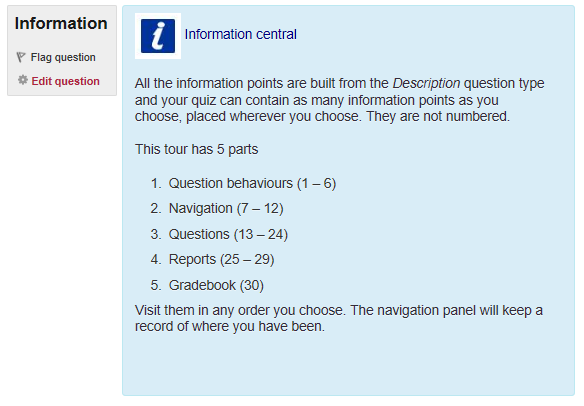 Information
Flag question
Edit question
i Information central
All the information points are built from the Description question type
and your quiz can contain as many information points as you
choose, placed wherever you choose. They are not numbered.
This tour has 5 parts
1. Question behaviours (1 – 6)
2. Navigation (7 – 12)
3. Questions (13 – 24)
4. Reports (25 – 29)
5. Gradebook (30)
Visit them in any order you choose. The navigation panel will keep a
record of where you have been.